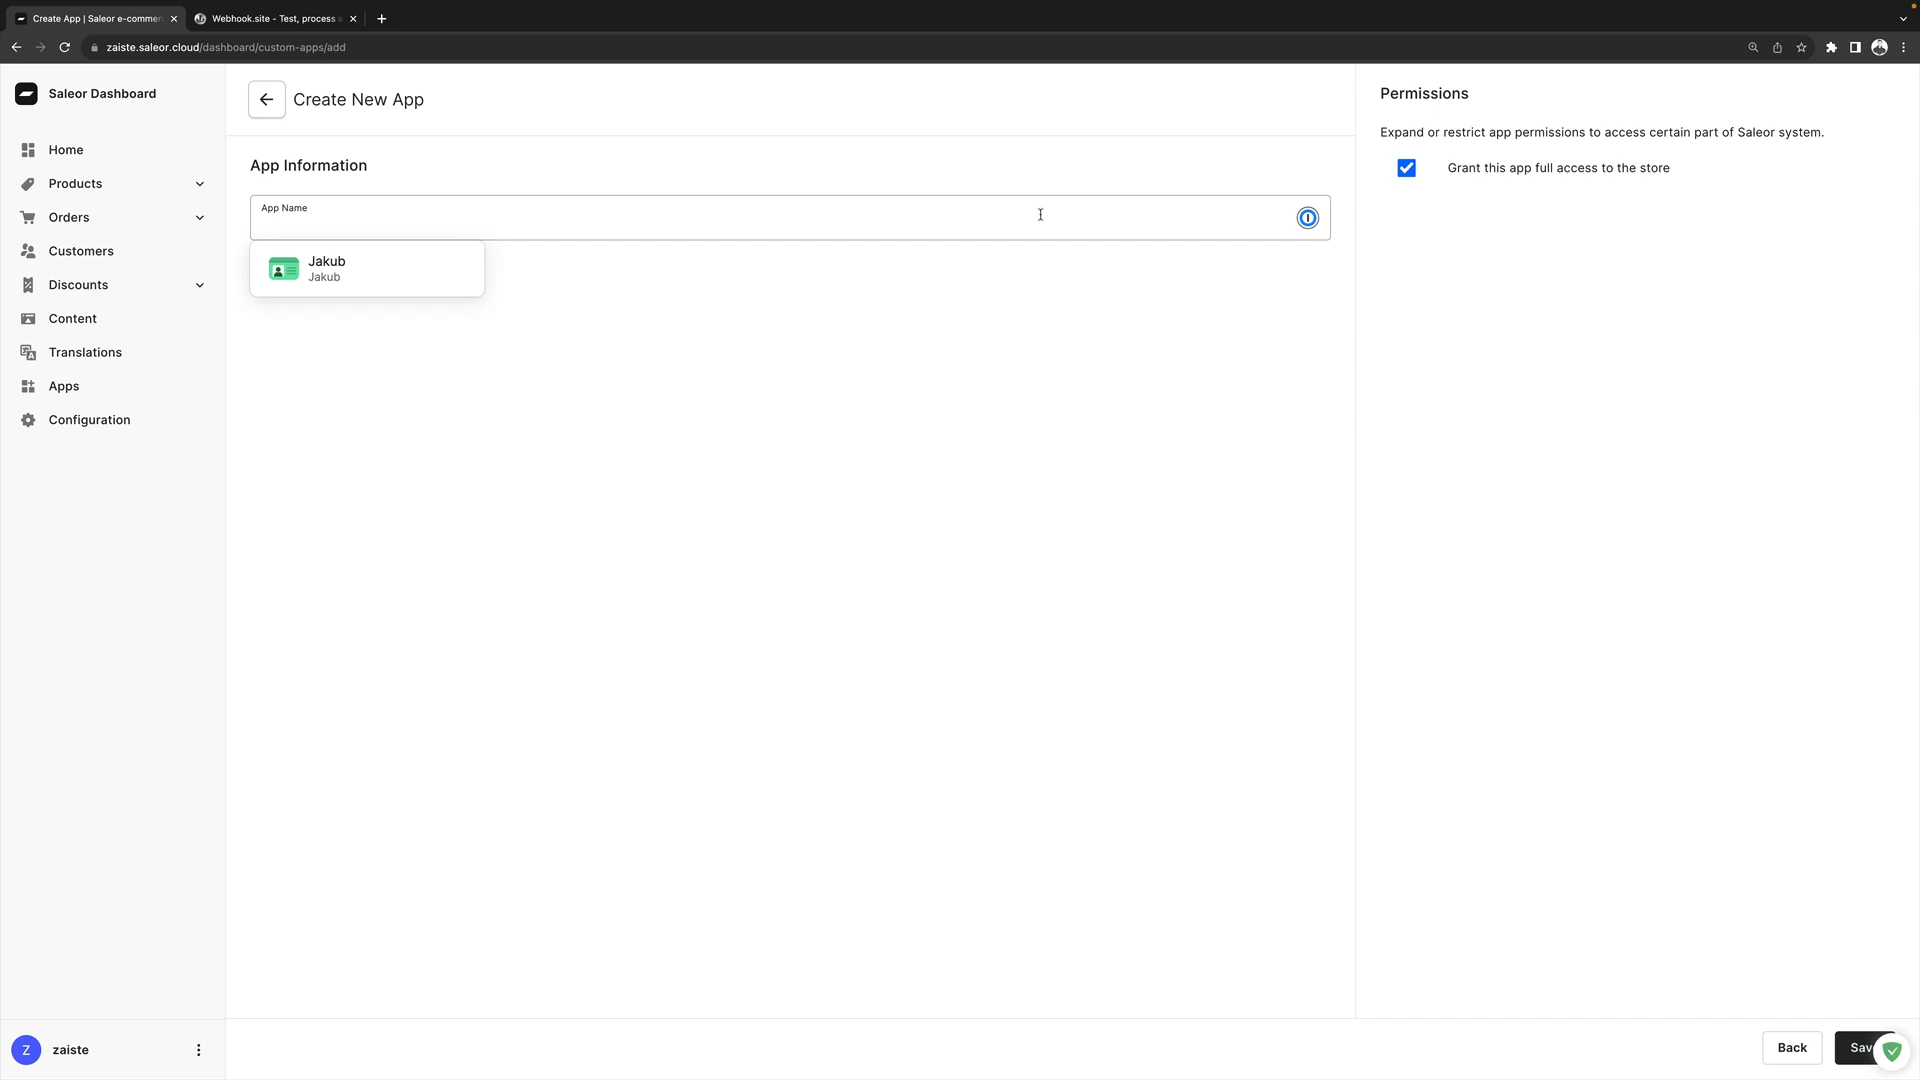 Create App | Saleor e-commer
Webhook.site - Test, process a
zaiste.saleor.cloud/dashboard/custom-apps/add
Saleor Dashboard
Home
Products
Orders
Customers
Discounts
Content
Translations
Apps
Configuration
Z
zaiste
Create New App
App Information
App Name
Jakub
Jakub
Permissions
Expand or restrict app permissions to access certain part of Saleor system.
Grant this app full access to the store
Back
Sav